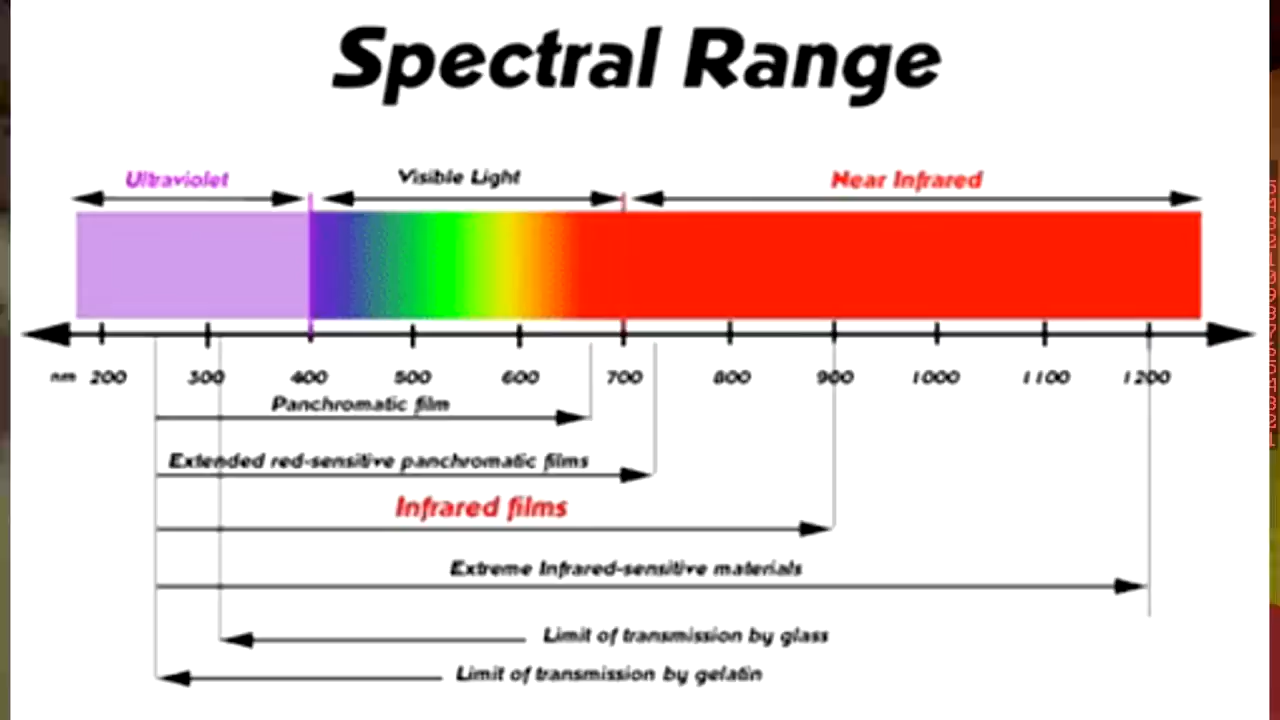 Spectral Range
Ultraviolet
Visible Light
Near Infrared
nm 200 300 400 500 600 700 800 900 1000 1100 1200
Panchromatic film
Extended red-sensitive panchromatic films
Infrared films
Extreme Infrared-sensitive materials
Limit of transmission by glass
Limit of transmission by gelatin